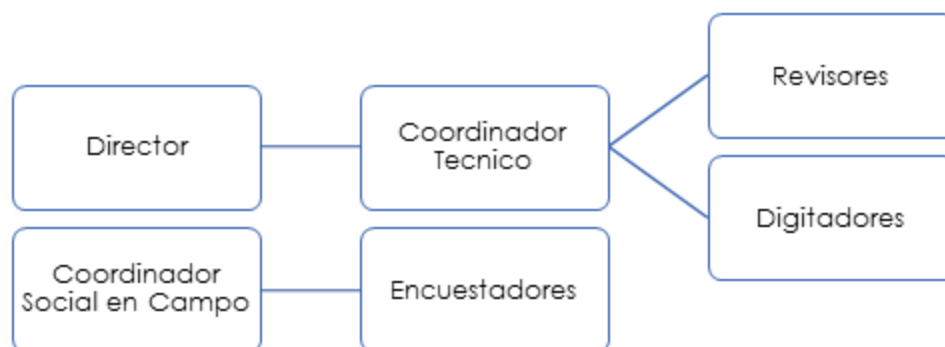 Director
Coordinador
Tecnico
Revisores
Digitadores
Coordinador
Social en Campo
Encuestadores